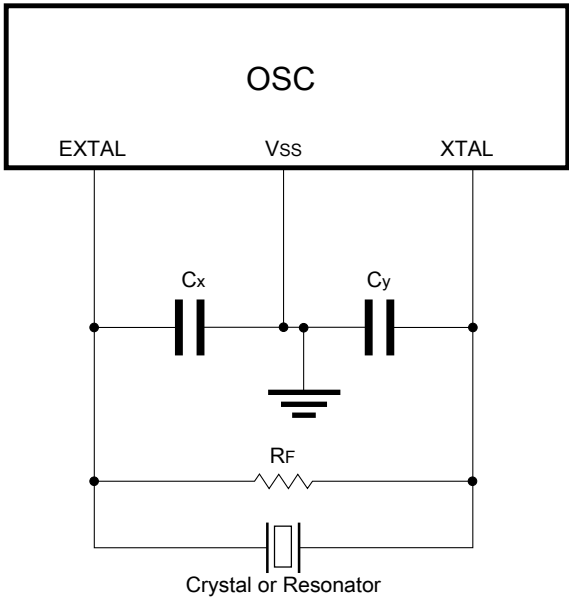 OSC
EXTAL Vss XTAL
Cx Cy
RF
Crystal or Resonator